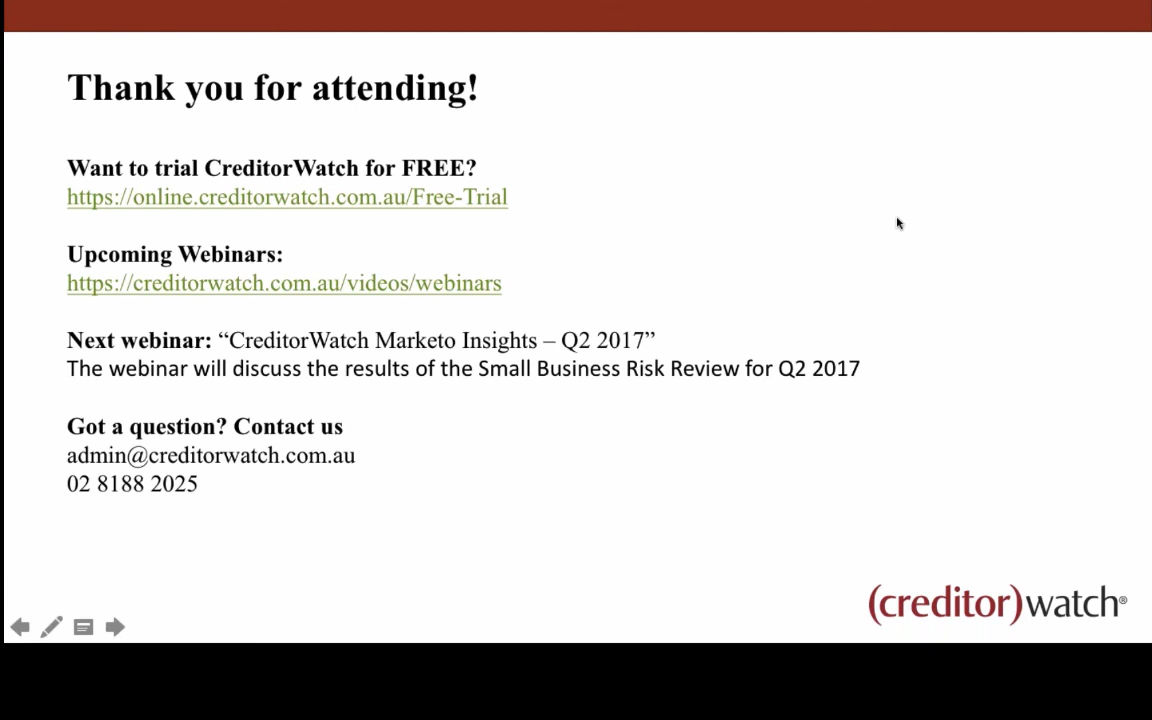 Thank you for attending!
Want to trial CreditorWatch for FREE?
https://online.creditorwatch.com.au/Free-Trial
Upcoming Webinars:
https://creditorwatch.com.au/videos/webinars
Next webinar: “CreditorWatch Marketo Insights – Q2 2017”
The webinar will discuss the results of the Small Business Risk Review for Q2 2017
Got a question? Contact us
admin@creditorwatch.com.au
02 8188 2025
(creditor)watch®